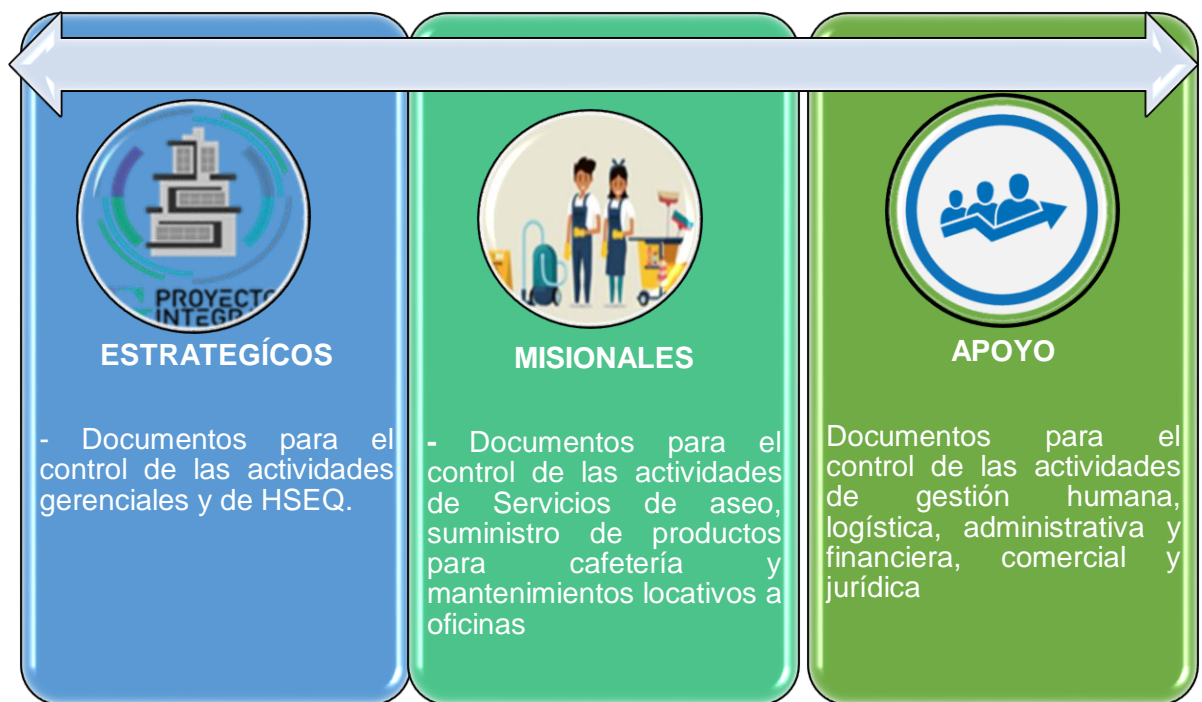 PROYECTO
INTEGR
ESTRATEGÍCOS
- Documentos para el
control de las actividades
gerenciales y de HSEQ.
MISIONALES
- Documentos para el
control de las actividades
de Servicios de aseo,
suministro de productos
para cafetería y
mantenimientos locativos a
oficinas
APOYO
Documentos para el
control de las actividades
de gestión humana,
logística, administrativa y
financiera, comercial y
jurídica